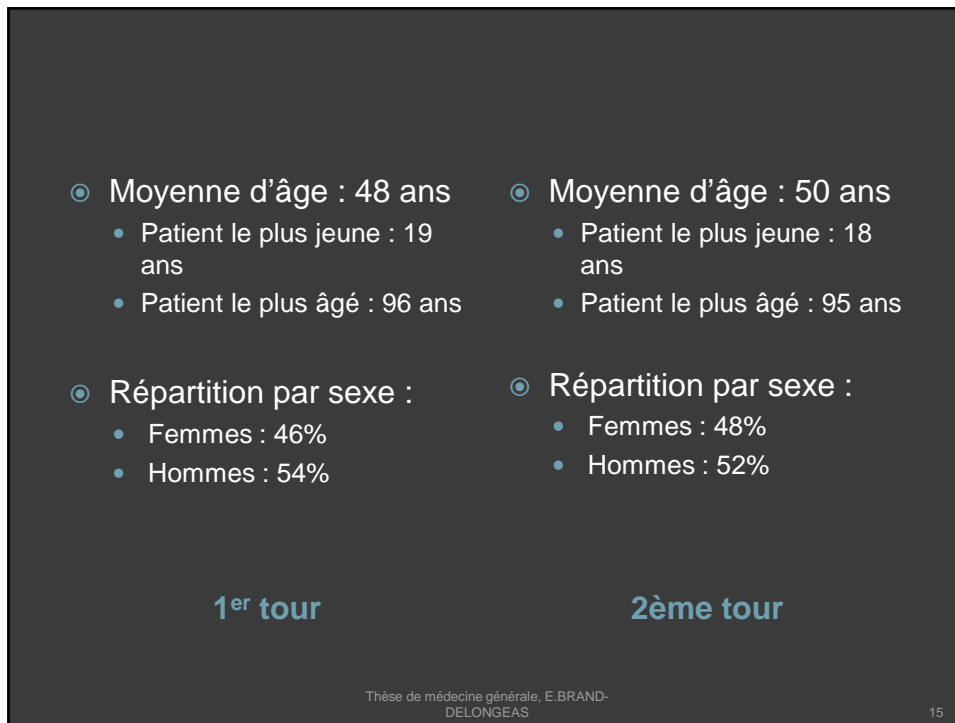 Moyenne d'âge : 48 ans
Patient le plus jeune : 19
ans
Patient le plus âgé : 96 ans
Répartition par sexe :
Femmes : 46%
Hommes : 54%
1er tour
Moyenne d'âge : 50 ans
Patient le plus jeune : 18
ans
Patient le plus âgé : 95 ans
Répartition par sexe :
Femmes : 48%
Hommes : 52%
2ème tour
Thèse de médecine générale, E.BRAND-
DELONGEAS
15